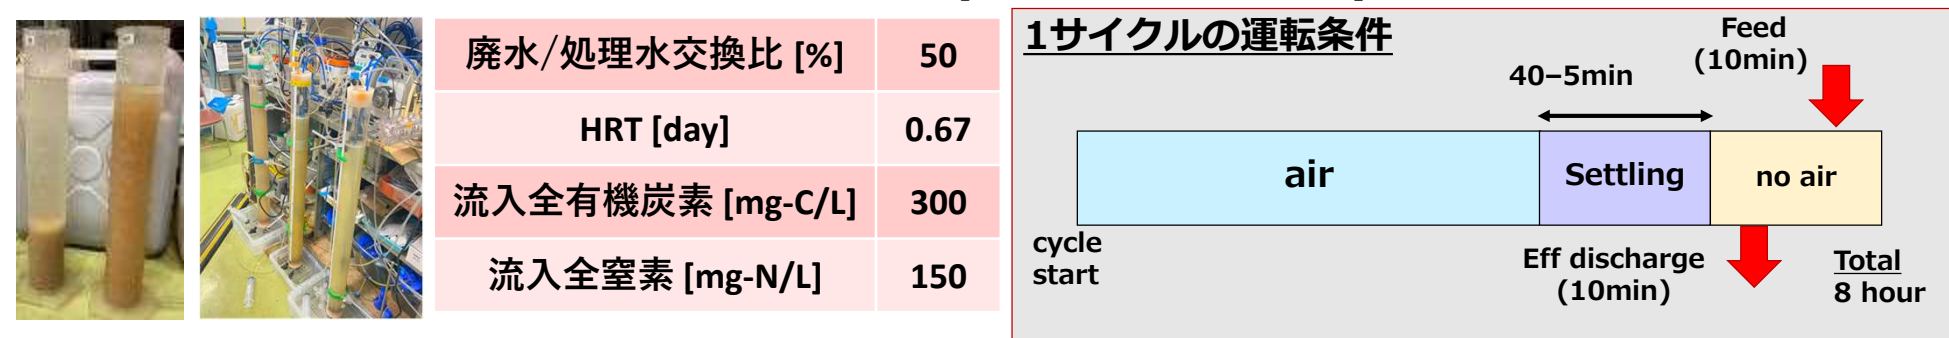 廃水/処理水交換比 [%] 50
HRT [day] 0.67
流入全有機炭素 [mg-C/L] 300
流入全窒素 [mg-N/L] 150
1サイクルの運転条件
Feed
(10min)
40–5min
air
Settling
no air
cycle
start
Eff discharge
(10min)
Total
8 hour